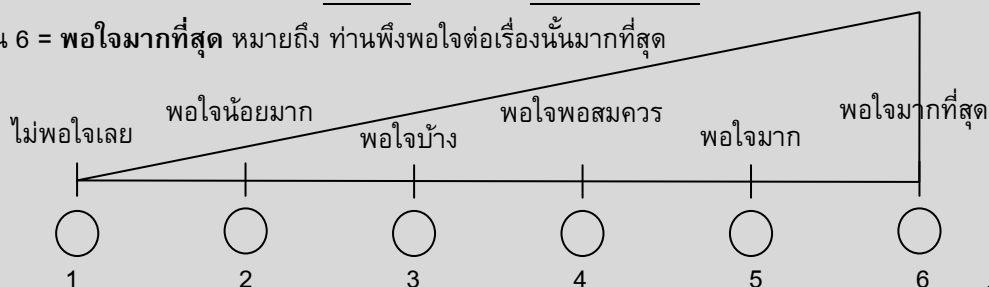 น 6 = พอใจมากที่สุด หมายถึง ท่านพึงพอใจต่อเรื่องนั้นมากที่สุด
ไม่พอใจเลย พอใจน้อยมาก พอใจบ้าง พอใจพอสมควร พอใจมาก พอใจมากที่สุด
1 2 3 4 5 6